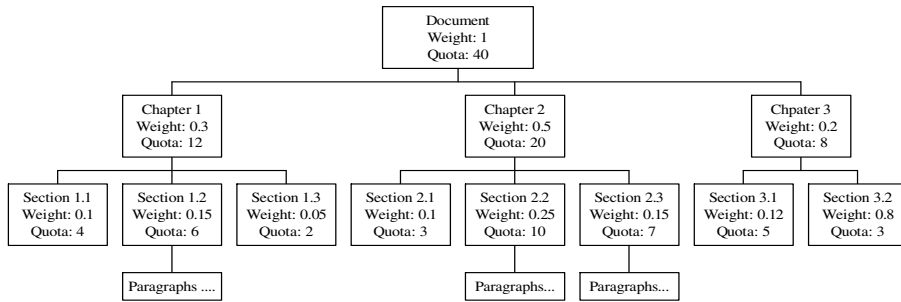 Document
Weight: 1
Quota: 40
Chapter 1
Weight: 0.3
Quota: 12
Chapter 2
Weight: 0.5
Quota: 20
Chpater 3
Weight: 0.2
Quota: 8
Section 1.1
Weight: 0.1
Quota: 4
Section 1.2
Weight: 0.15
Quota: 6
Section 1.3
Weight: 0.05
Quota: 2
Section 2.1
Weight: 0.1
Quota: 3
Section 2.2
Weight: 0.25
Quota: 10
Section 2.3
Weight: 0.15
Quota: 7
Section 3.1
Weight: 0.12
Quota: 5
Section 3.2
Weight: 0.8
Quota: 3
Paragraphs ....
Paragraphs...
Paragraphs...